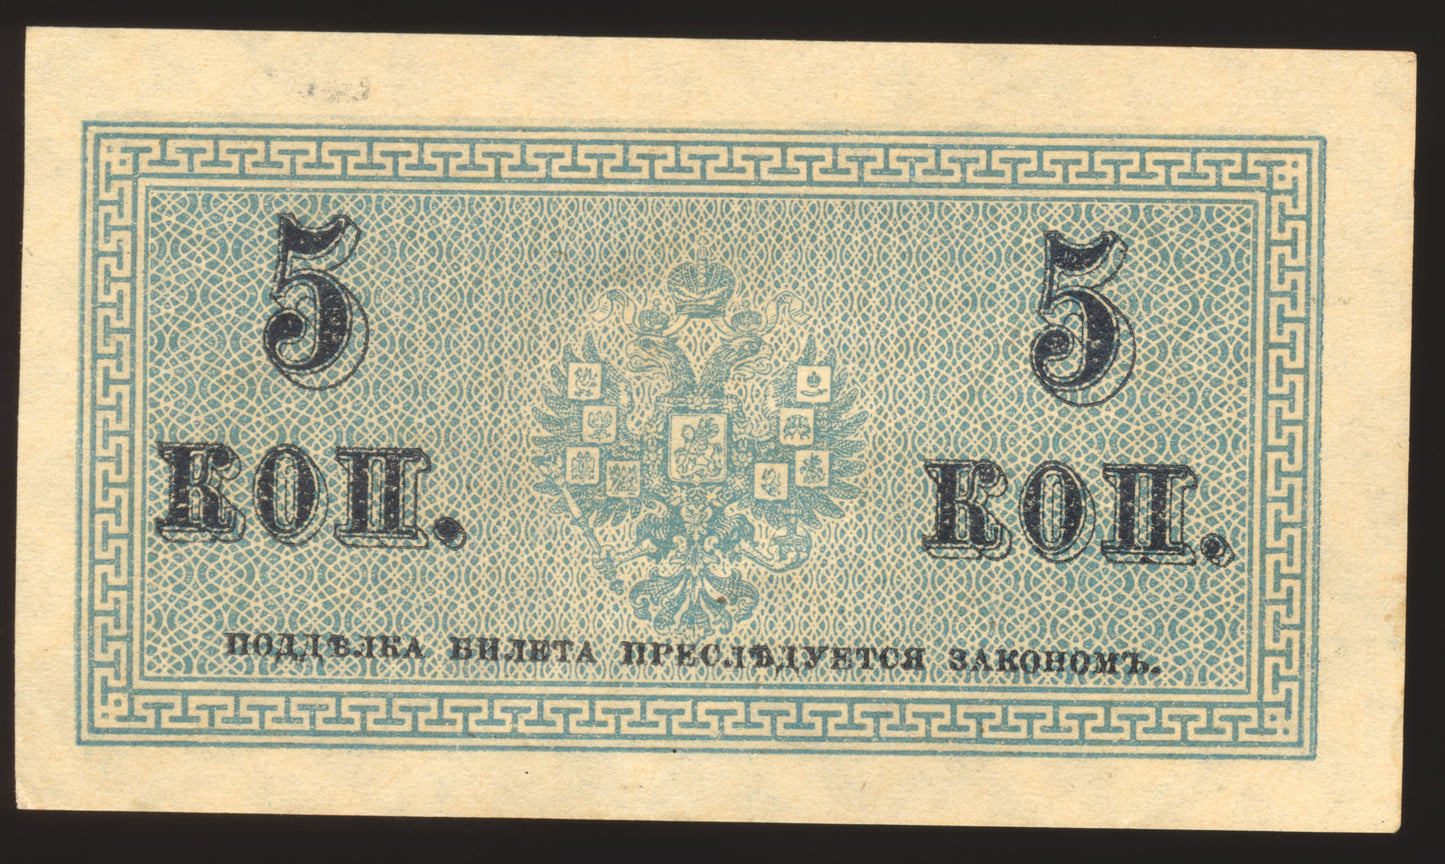 5 5
КОП. КОП.
ПОДДѢЛКА БИЛЕТА ПРЕСЛѢДУЕТСЯ ЗАКОНОМЪ.